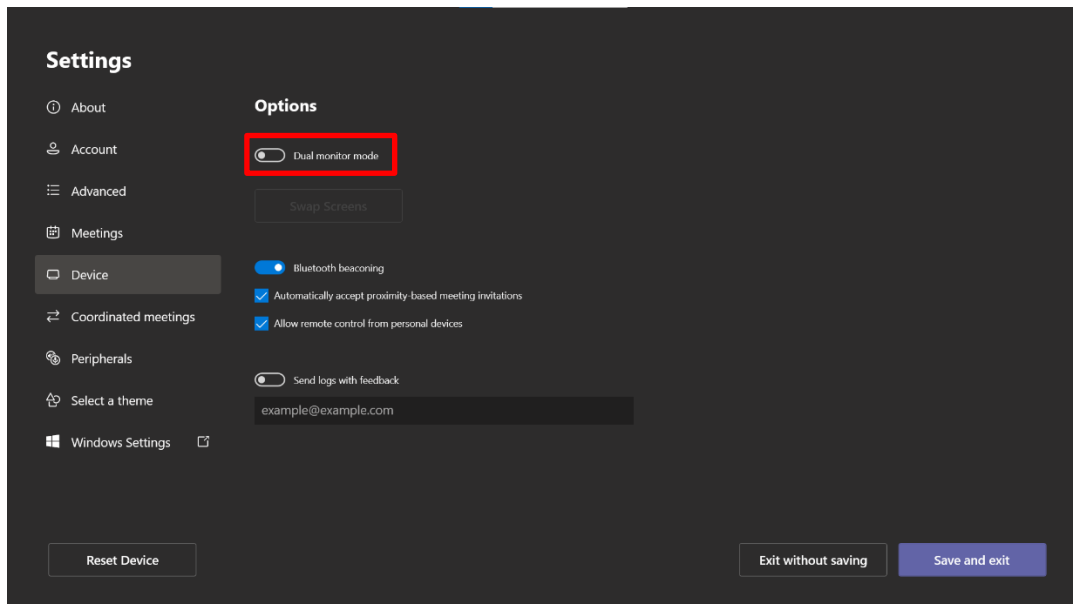 Settings
About
Account
Advanced
Meetings
Device
Coordinated meetings
Peripherals
Select a theme
Windows Settings
Options
Dual monitor mode
Swap Screens
Bluetooth beaconing
Automatically accept proximity-based meeting invitations
Allow remote control from personal devices
Send logs with feedback
example@example.com
Reset Device
Exit without saving
Save and exit